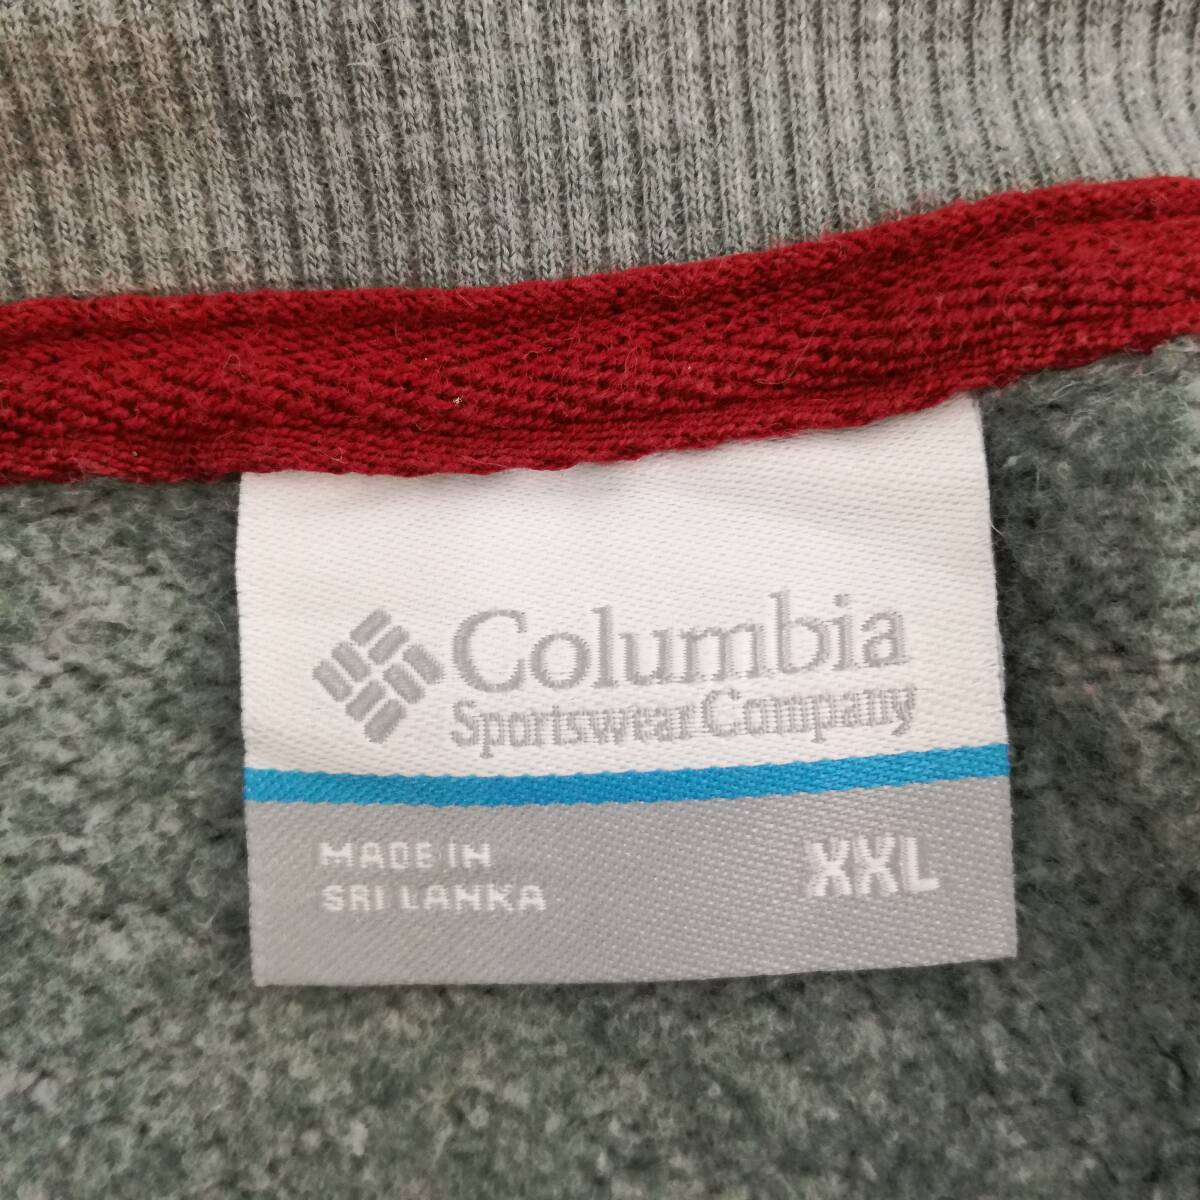 Columbia
Sportswear Company
MADE IN
SRI LANKA
XXL